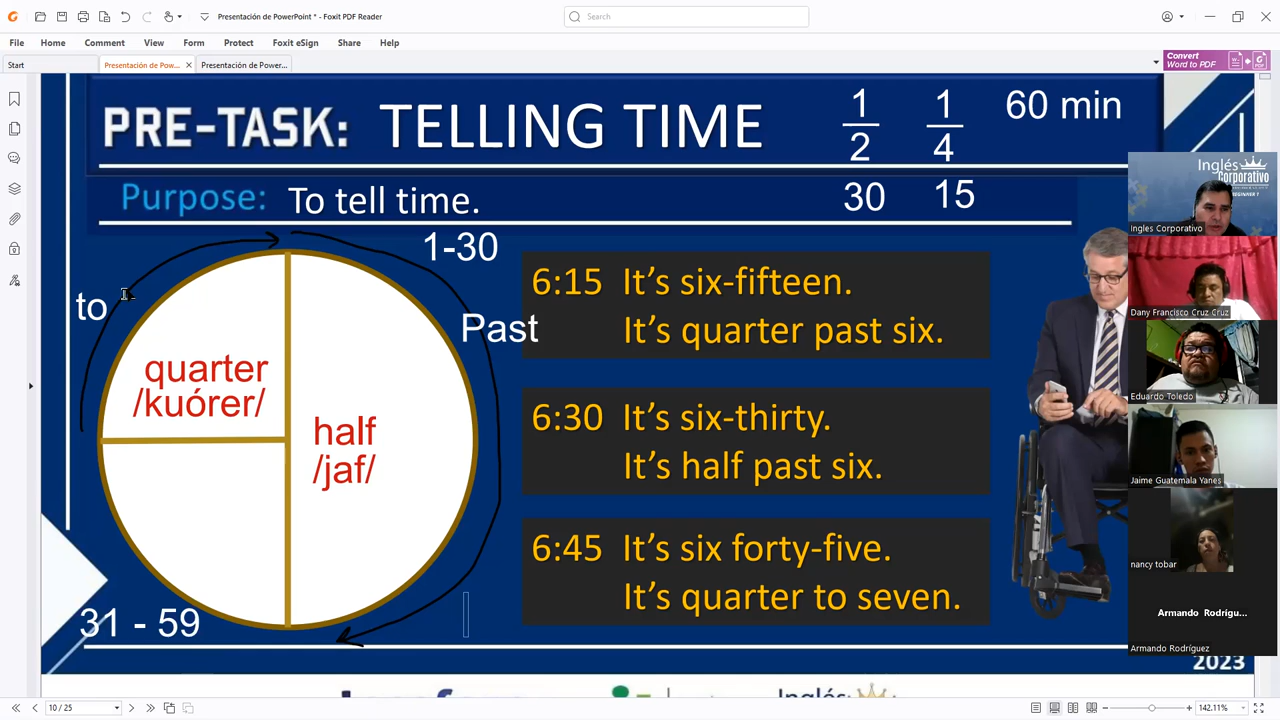 Presentación de PowerPoint * - Foxit PDF Reader
Search
File Home Comment View Form Protect Foxit eSign Share Help
Start
Presentación de Pow...
Presentación de Power...
Convert
Word to PDF
PRE-TASK: TELLING TIME
1
2
1
4
60 min
Purpose: To tell time.
30
15
1-30
to
Past
quarter
/kuórer/
half
/jaf/
31 - 59
6:15 It's six-fifteen.
It's quarter past six.
6:30 It's six-thirty.
It's half past six.
6:45 It's six forty-five.
It's quarter to seven.
Inglés
Corporativo
BEGINNER 1
Ingles Corporativo
Dany Francisco Cruz Cruz
Eduardo Toledo
Jaime Guatemala Yanes
nancy tobar
Armando Rodrígu...
Armando Rodríguez
2023
Inglés
10 / 25
142.11%